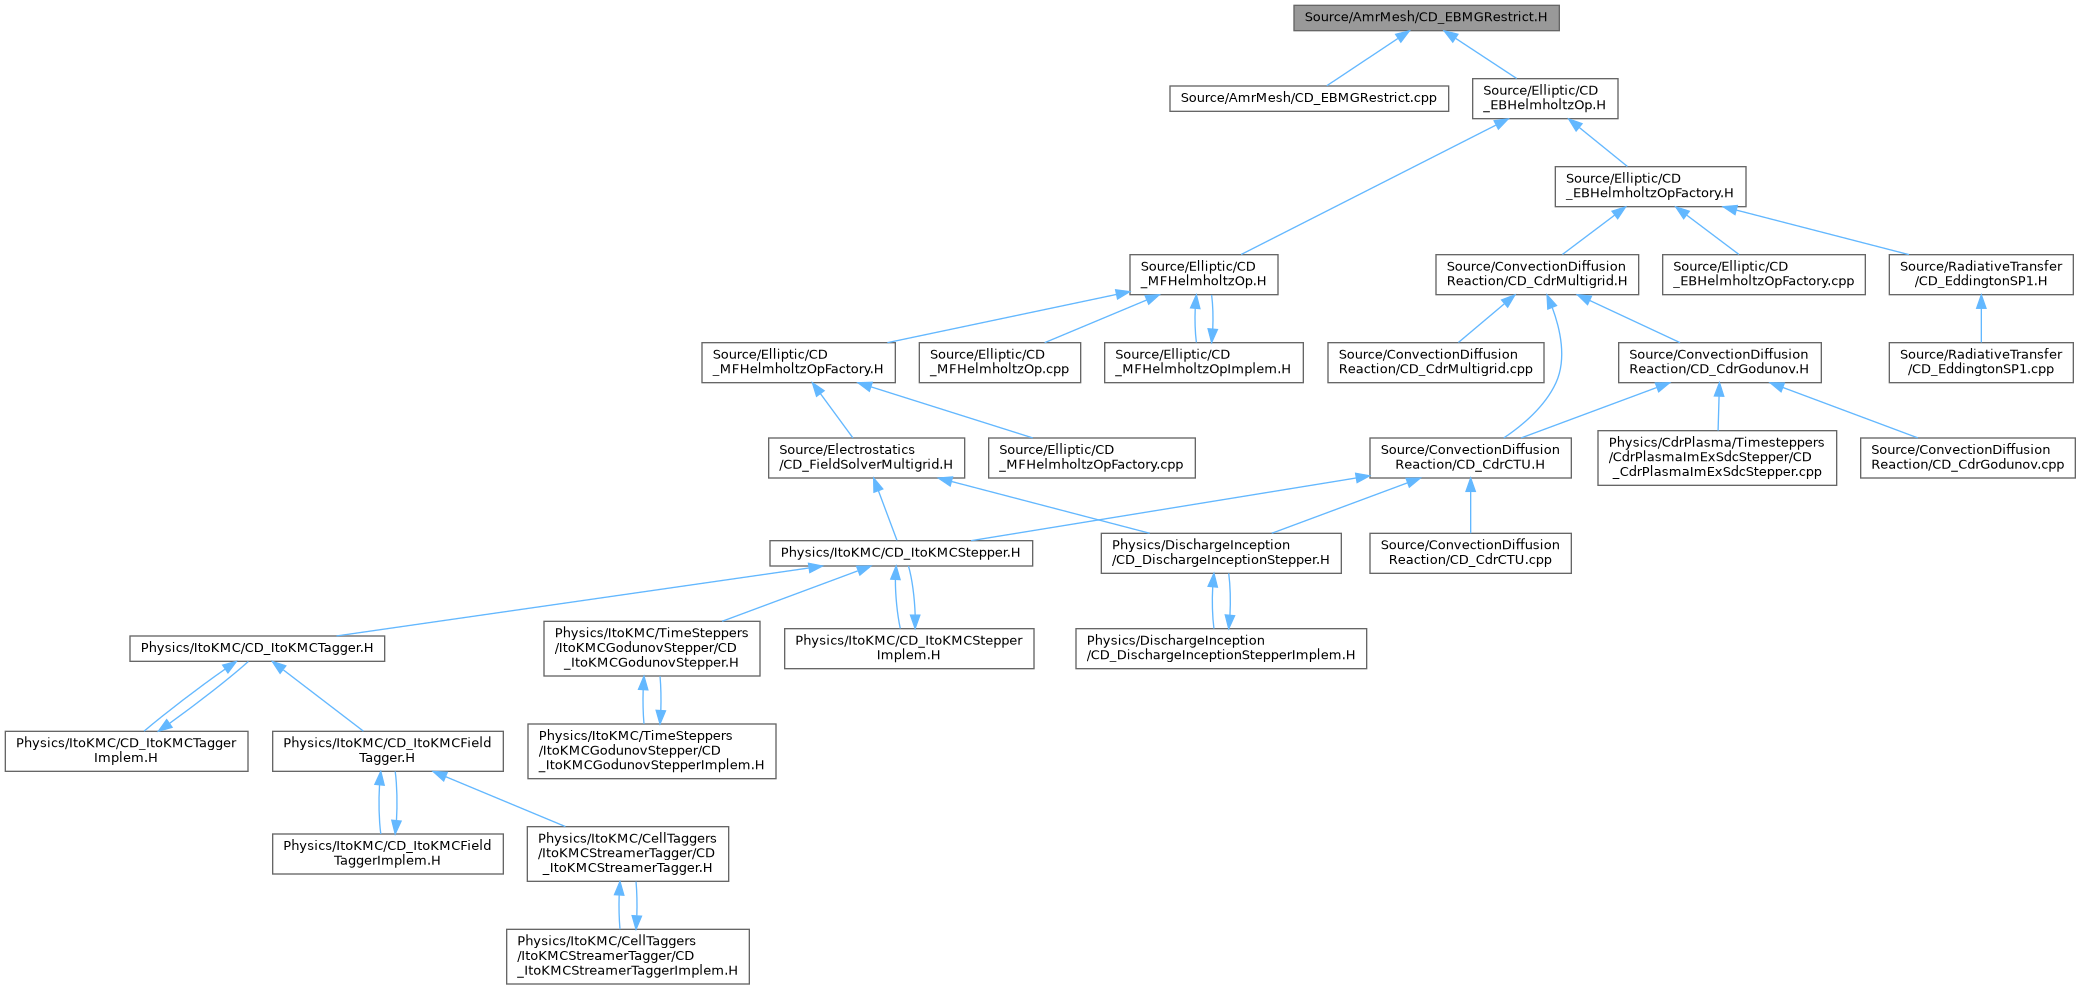 Source/AmrMesh/CD_EBMGRestrict.H
Source/AmrMesh/CD_EBMGRestrict.cpp
Source/Elliptic/CD
_EBHelmholtzOp.H
Source/Elliptic/CD
_EBHelmholtzOpFactory.H
Source/Elliptic/CD
_MFHelmholtzOp.H
Source/ConvectionDiffusion
Reaction/CD_CdrMultigrid.H
Source/Elliptic/CD
_EBHelmholtzOpFactory.cpp
Source/RadiativeTransfer
/CD_EddingtonSP1.H
Source/Elliptic/CD
_MFHelmholtzOpFactory.H
Source/Elliptic/CD
_MFHelmholtzOp.cpp
Source/Elliptic/CD
_MFHelmholtzOpImplem.H
Source/ConvectionDiffusion
Reaction/CD_CdrMultigrid.cpp
Source/ConvectionDiffusion
Reaction/CD_CdrGodunov.H
Source/RadiativeTransfer
/CD_EddingtonSP1.cpp
Source/Electrostatics
/CD_FieldSolverMultigrid.H
Source/Elliptic/CD
_MFHelmholtzOpFactory.cpp
Source/ConvectionDiffusion
Reaction/CD_CdrCTU.H
Physics/CdrPlasma/Timesteppers
/CdrPlasmaImExSdcStepper/CD
_CdrPlasmaImExSdcStepper.cpp
Source/ConvectionDiffusion
Reaction/CD_CdrGodunov.cpp
Physics/ItoKMC/CD_ItoKMCStepper.H
Physics/DischargeInception
/CD_DischargeInceptionStepper.H
Source/ConvectionDiffusion
Reaction/CD_CdrCTU.cpp
Physics/ItoKMC/CD_ItoKMCTagger.H
Physics/ItoKMC/TimeSteppers
/ItoKMCGodunovStepper/CD
_ItoKMCGodunovStepper.H
Physics/ItoKMC/CD_ItoKMCStepper
Implem.H
Physics/DischargeInception
/CD_DischargeInceptionStepperImplem.H
Physics/ItoKMC/CD_ItoKMCTagger
Implem.H
Physics/ItoKMC/CD_ItoKMCField
Tagger.H
Physics/ItoKMC/TimeSteppers
/ItoKMCGodunovStepper/CD
_ItoKMCGodunovStepperImplem.H
Physics/ItoKMC/CD_ItoKMCField
TaggerImplem.H
Physics/ItoKMC/CellTaggers
/ItoKMCStreamerTagger/CD
_ItoKMCStreamerTagger.H
Physics/ItoKMC/CellTaggers
/ItoKMCStreamerTagger/CD
_ItoKMCStreamerTaggerImplem.H